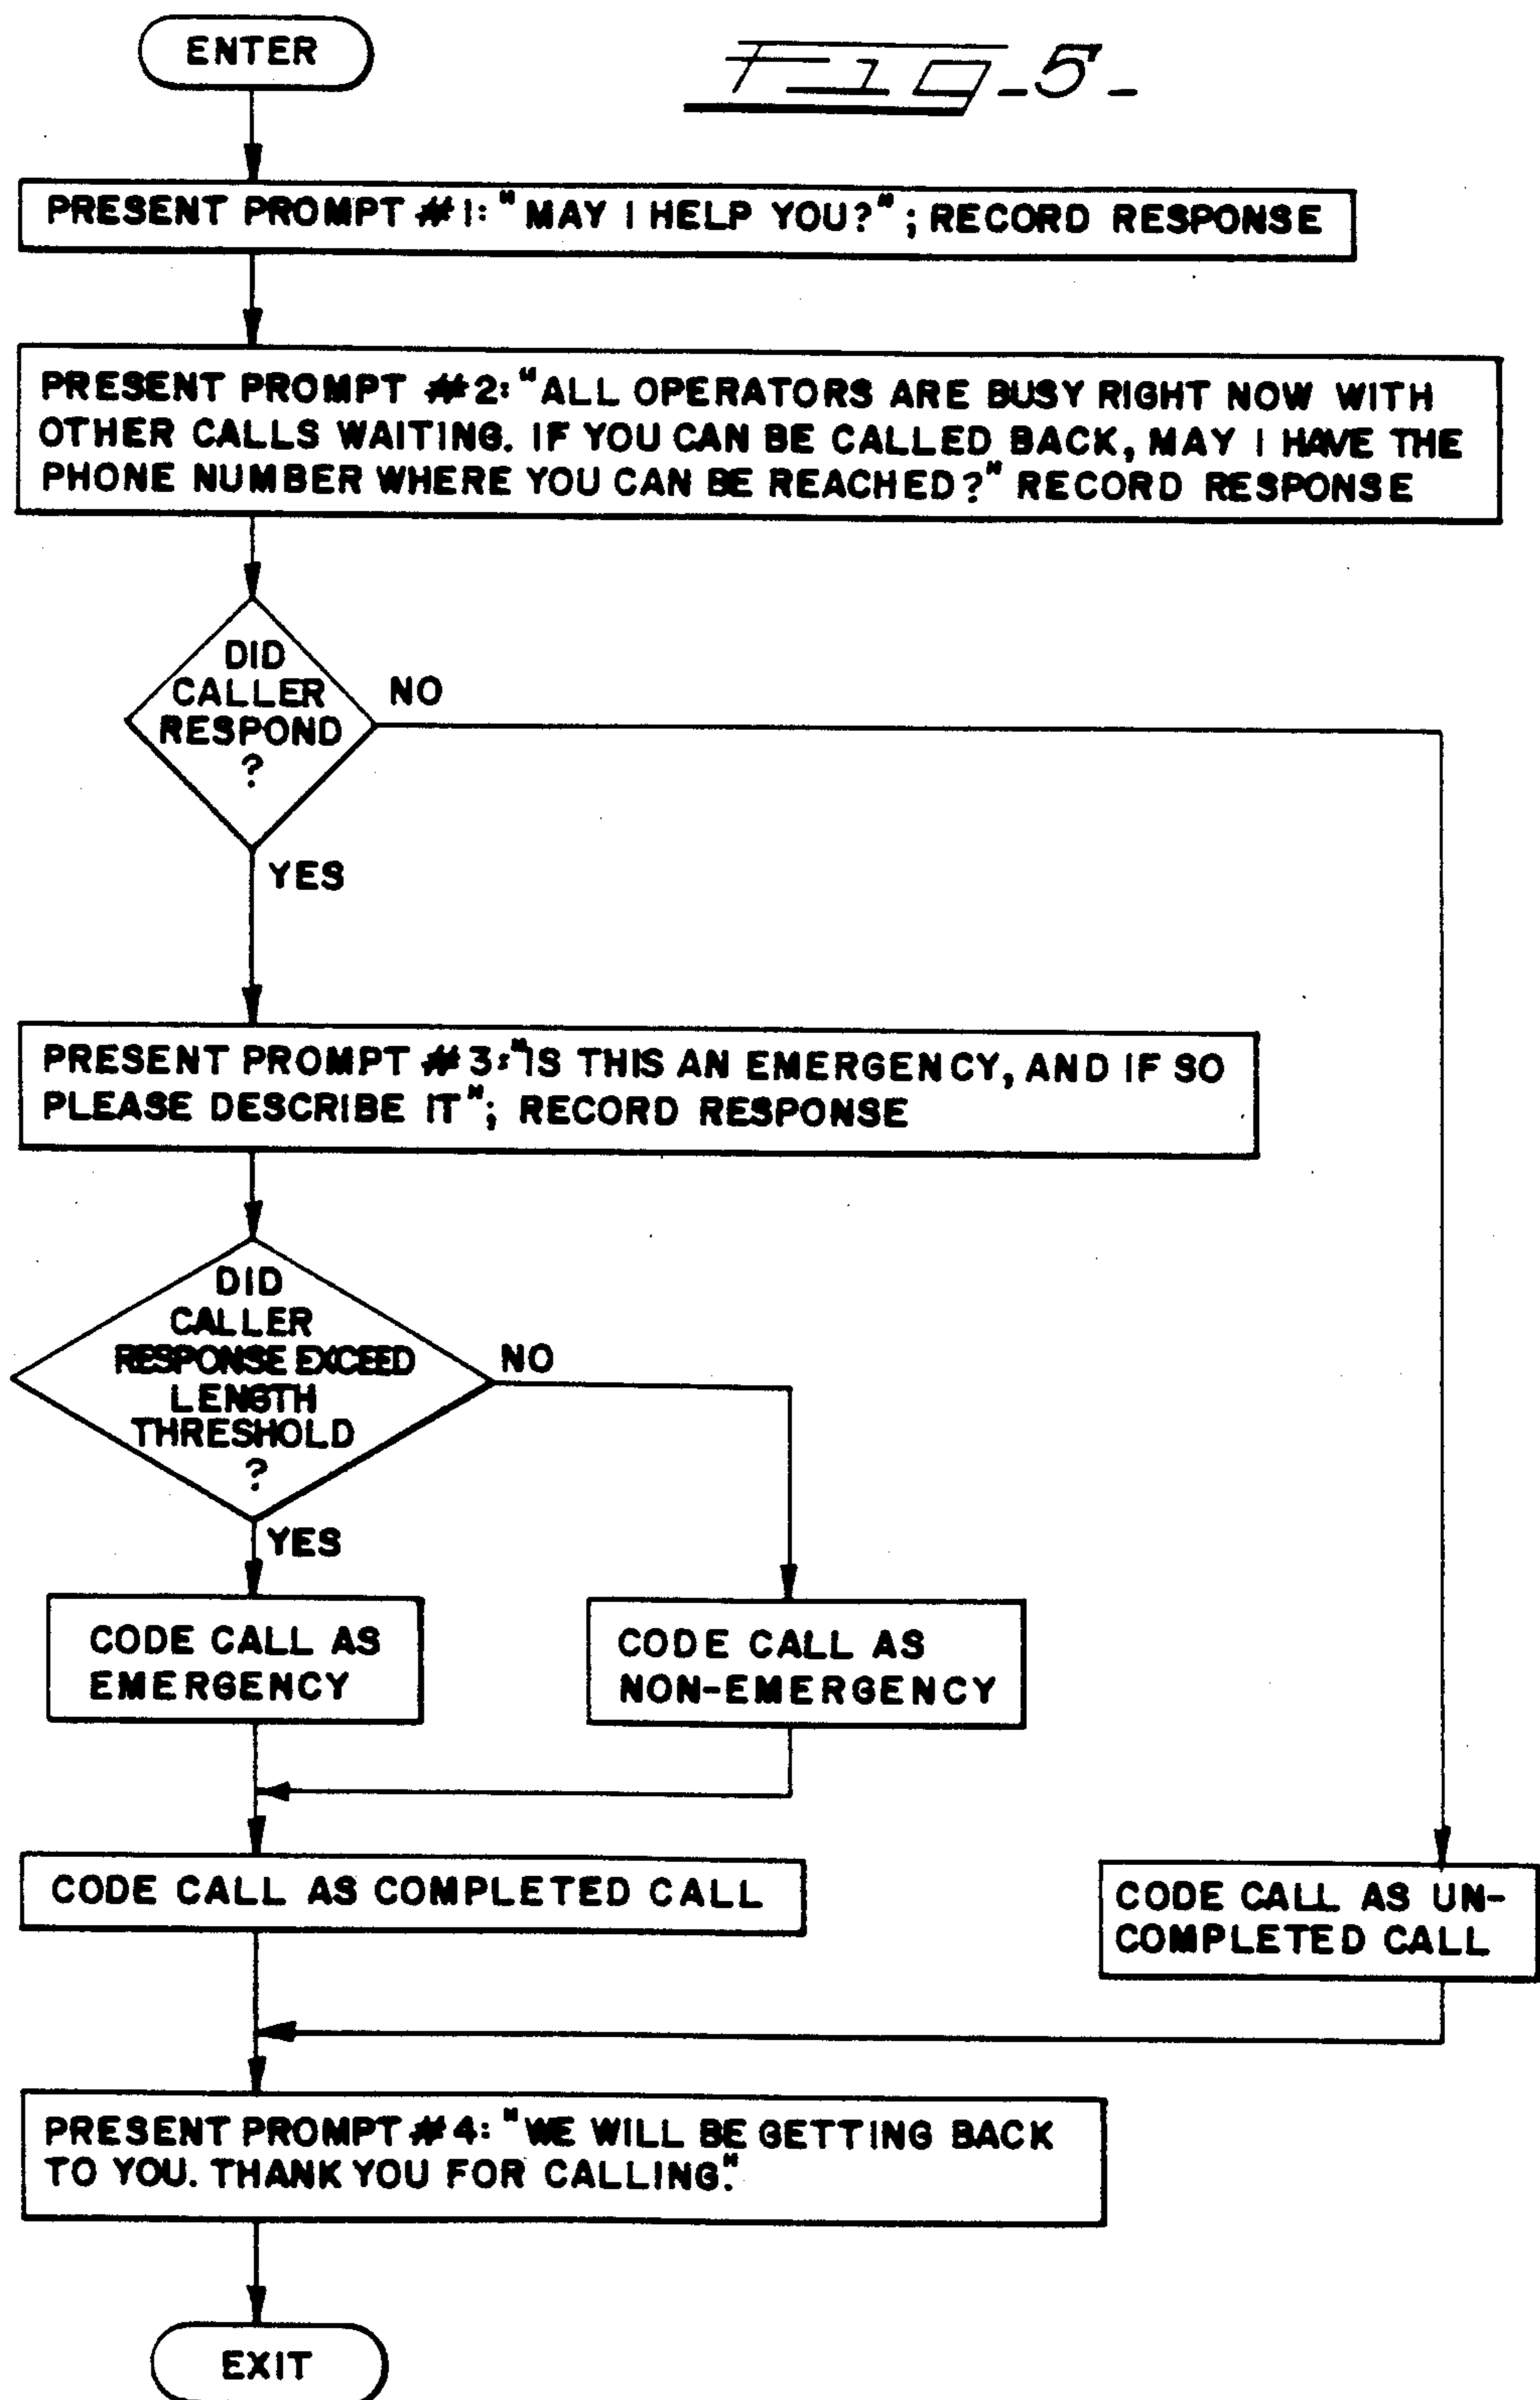 ENTER
Fig-5-
PRESENT PROMPT #1: "MAY I HELP YOU?"; RECORD RESPONSE
PRESENT PROMPT #2: "ALL OPERATORS ARE BUSY RIGHT NOW WITH
OTHER CALLS WAITING. IF YOU CAN BE CALLED BACK, MAY I HAVE THE
PHONE NUMBER WHERE YOU CAN BE REACHED?" RECORD RESPONSE
DID
CALLER
RESPOND
?
NO
YES
PRESENT PROMPT #3: "IS THIS AN EMERGENCY, AND IF SO
PLEASE DESCRIBE IT"; RECORD RESPONSE
DID
CALLER
RESPONSE EXCEED
LENGTH
THRESHOLD
?
NO
YES
CODE CALL AS
EMERGENCY
CODE CALL AS
NON-EMERGENCY
CODE CALL AS COMPLETED CALL
CODE CALL AS UN-
COMPLETED CALL
PRESENT PROMPT #4: "WE WILL BE GETTING BACK
TO YOU. THANK YOU FOR CALLING."
EXIT